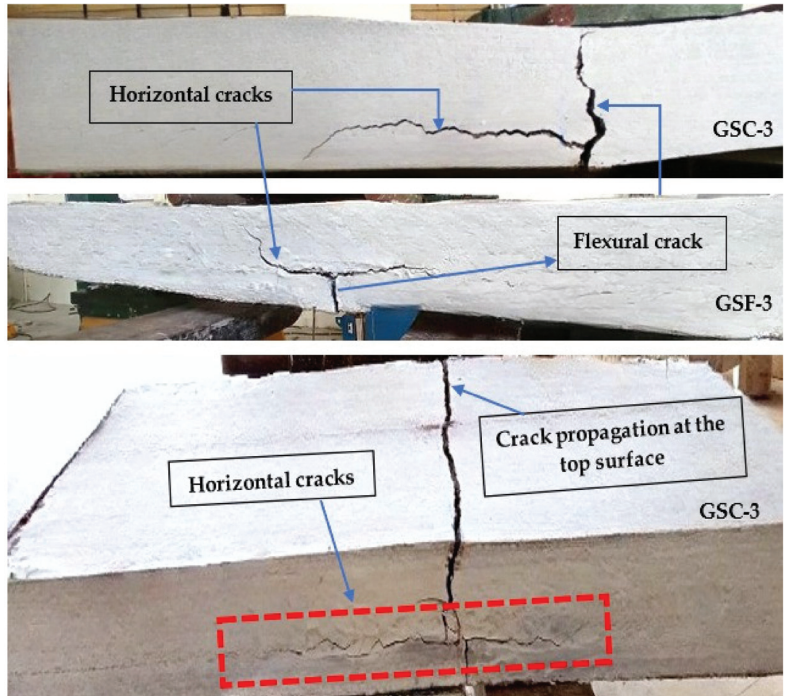 Horizontal cracks
GSC-3
Flexural crack
GSF-3
Crack propagation at the
top surface
Horizontal cracks
GSC-3